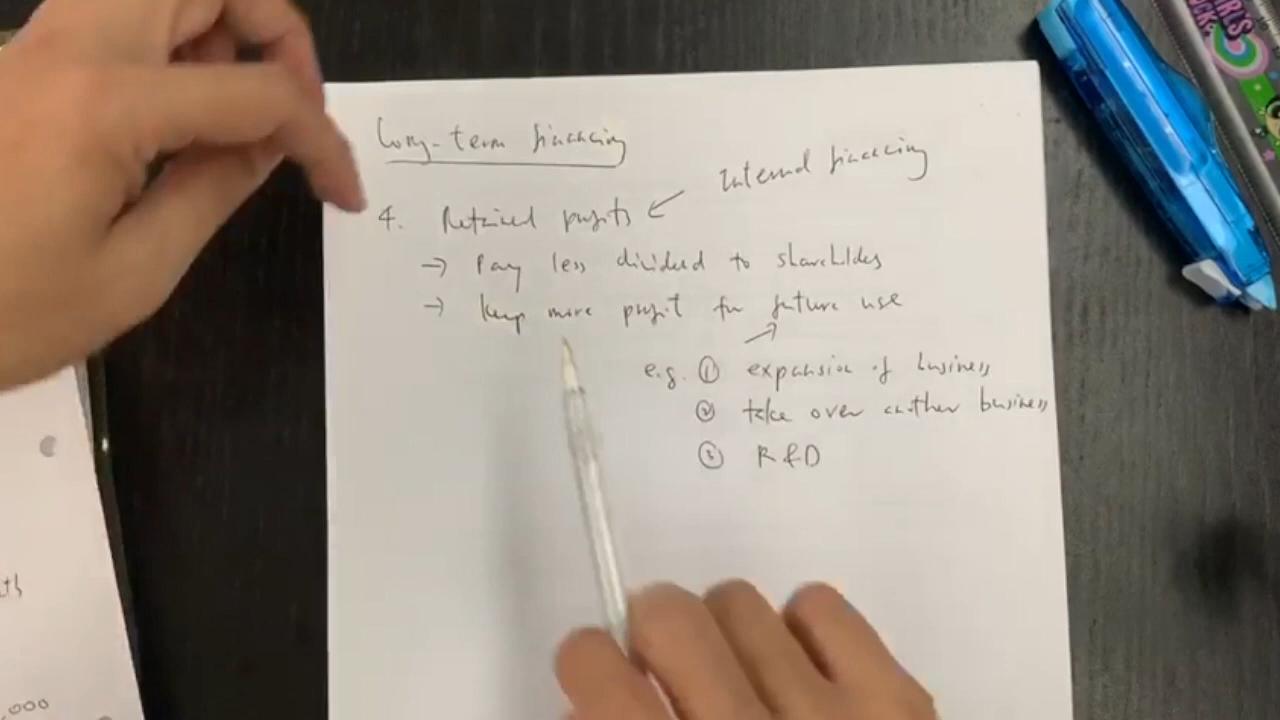 Long-term financing
Internal financing
4. Retained profits
→ Pay less dividend to shareholders
→ Keep more profit for future use
e.g. ① expansion of business
② take over another business
③ R&D
,000